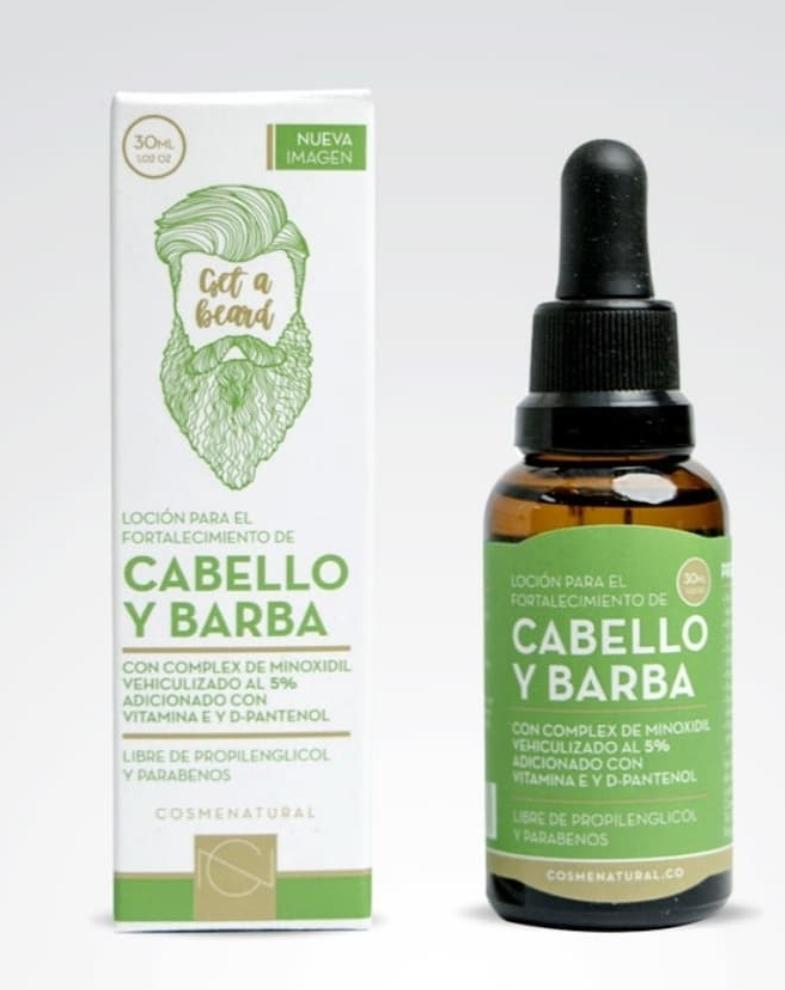 30ML
1.02 OZ
NUEVA
IMAGEN
Get a
beard
LOCIÓN PARA EL
FORTALECIMIENTO DE
CABELLO
Y BARBA
CON COMPLEX DE MINOXIDIL
VEHICULIZADO AL 5%
ADICIONADO CON
VITAMINA E Y D-PANTENOL
LIBRE DE PROPILENGLICOL
Y PARABENOS
COSMENATURAL
LOCIÓN PARA EL
FORTALECIMIENTO DE
30ML
CABELLO
Y BARBA
CON COMPLEX DE MINOXIDIL
VEHICULIZADO AL 5%
ADICIONADO CON
VITAMINA E Y D-PANTENOL
LIBRE DE PROPILENGLICOL
Y PARABENOS
COSMENATURAL.CO